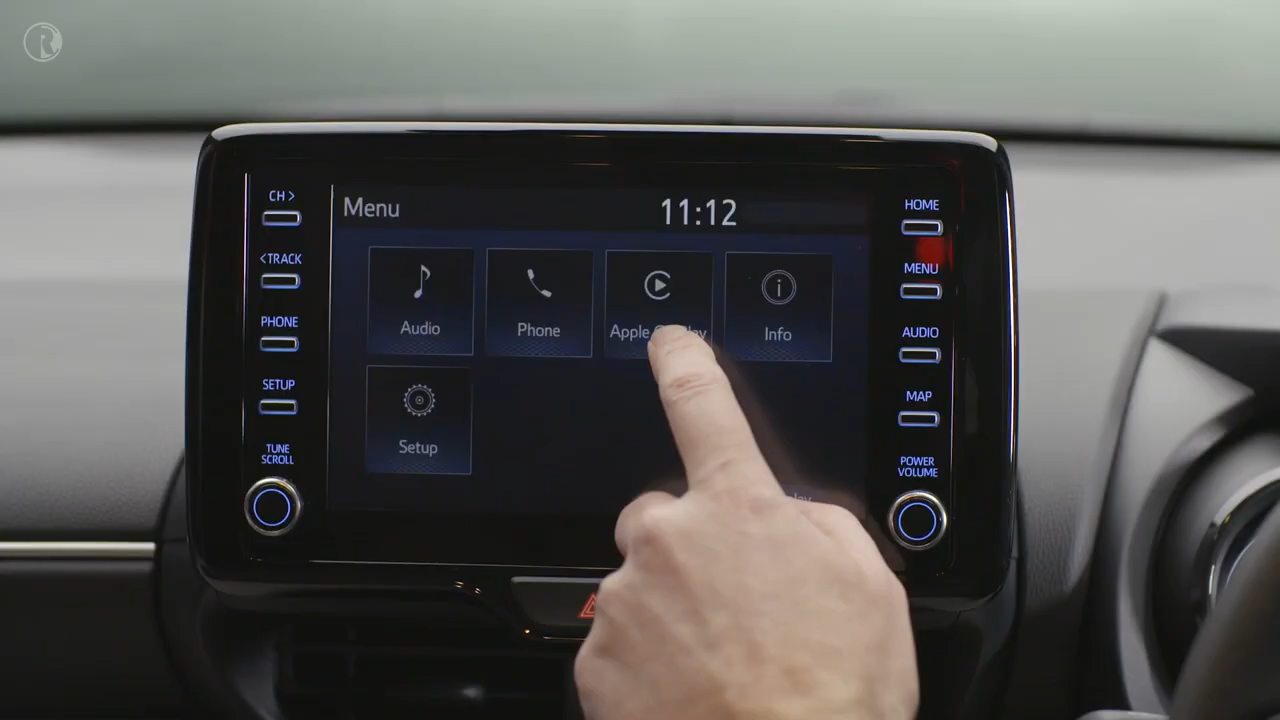 CH >
<TRACK
PHONE
SETUP
TUNE
SCROLL
Menu
11:12
Audio
Phone
Apple
Info
Setup
HOME
MENU
AUDIO
MAP
POWER
VOLUME